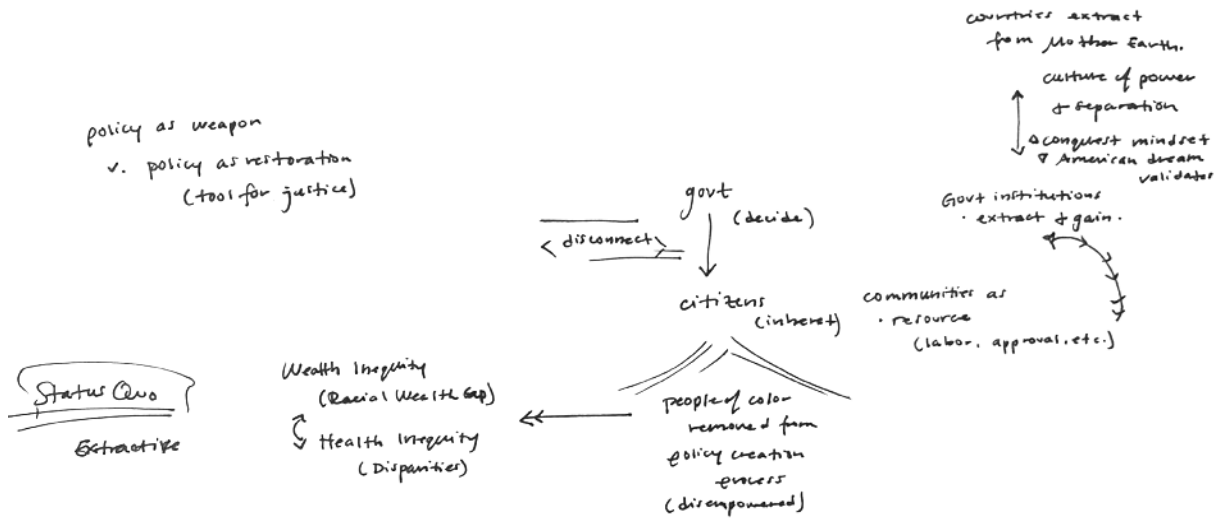 countries extract
from Mother Earth.
culture of power
& separation
conquest mindset
American dream
validates
Govt institutions
· extract & gain.
policy as weapon
v. policy as restoration
(tool for justice)
govt
(decide)
disconnect
citizens
(inheret)
communities as
· resource
(labor, approval, etc.)
Status Quo
Extractive
Wealth Inequity
(Racial Wealth Gap)
Health Inequity
(Disparities)
people of color
removed from
policy creation
process
(disempowered)